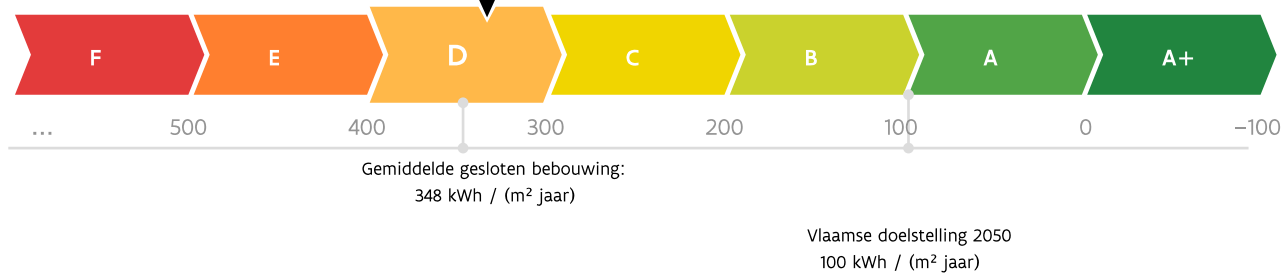 F E D C B A A+
... 500 400 300 200 100 0 –100
Gemiddelde gesloten bebouwing:
348 kWh / (m² jaar)
Vlaamse doelstelling 2050
100 kWh / (m² jaar)